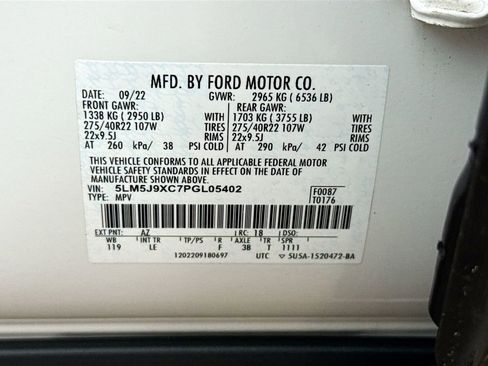 MFD. BY FORD MOTOR CO.
DATE: 09/22 GVWR: 2965 KG ( 6536 LB)
FRONT GAWR: REAR GAWR:
1338 KG ( 2950 LB) WITH 1703 KG ( 3755 LB) WITH
275/40R22 107W TIRES 275/40R22 107W TIRES
22x9.5J RIMS 22x9.5J RIMS
AT 260 kPa/ 38 PSI COLD AT 290 kPa/ 42 PSI COLD
THIS VEHICLE CONFORMS TO ALL APPLICABLE FEDERAL MOTOR
VEHICLE SAFETY STANDARDS IN EFFECT ON THE DATE OF
MANUFACTURE SHOWN ABOVE.
VIN: 5LM5J9XC7PGL05402 F0087
TYPE: MPV T0176
EXT PNT: AZ RC: 18 DSO:
WB INT TR TP/PS R AXLE TR SPR
119 LE F 3B T 1111
1202209180697 UTC ▽ 5U5A-1520472-BA